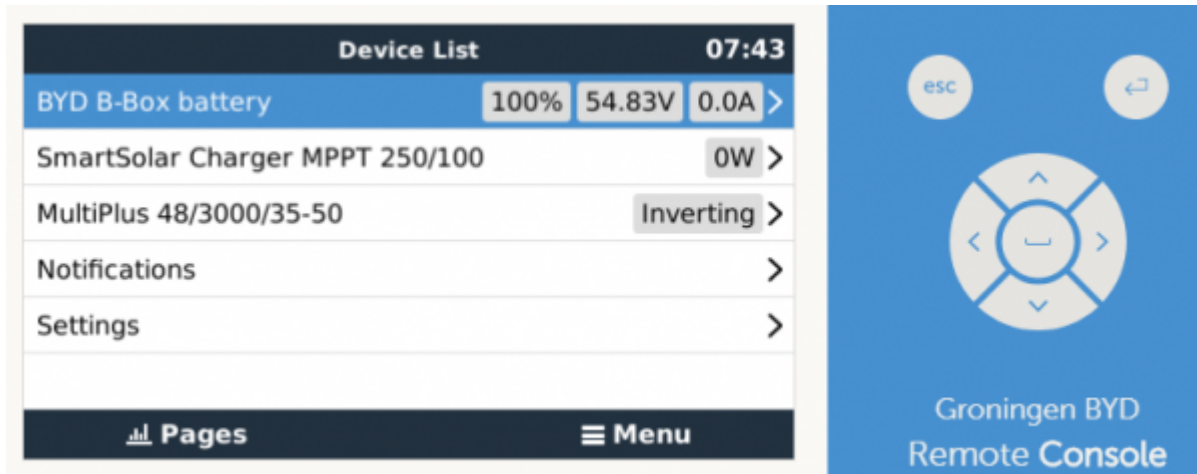 Device List 07:43
BYD B-Box battery 100% 54.83V 0.0A
SmartSolar Charger MPPT 250/100 0W
MultiPlus 48/3000/35-50 Inverting
Notifications
Settings
Pages Menu
esc
Groningen BYD
Remote Console